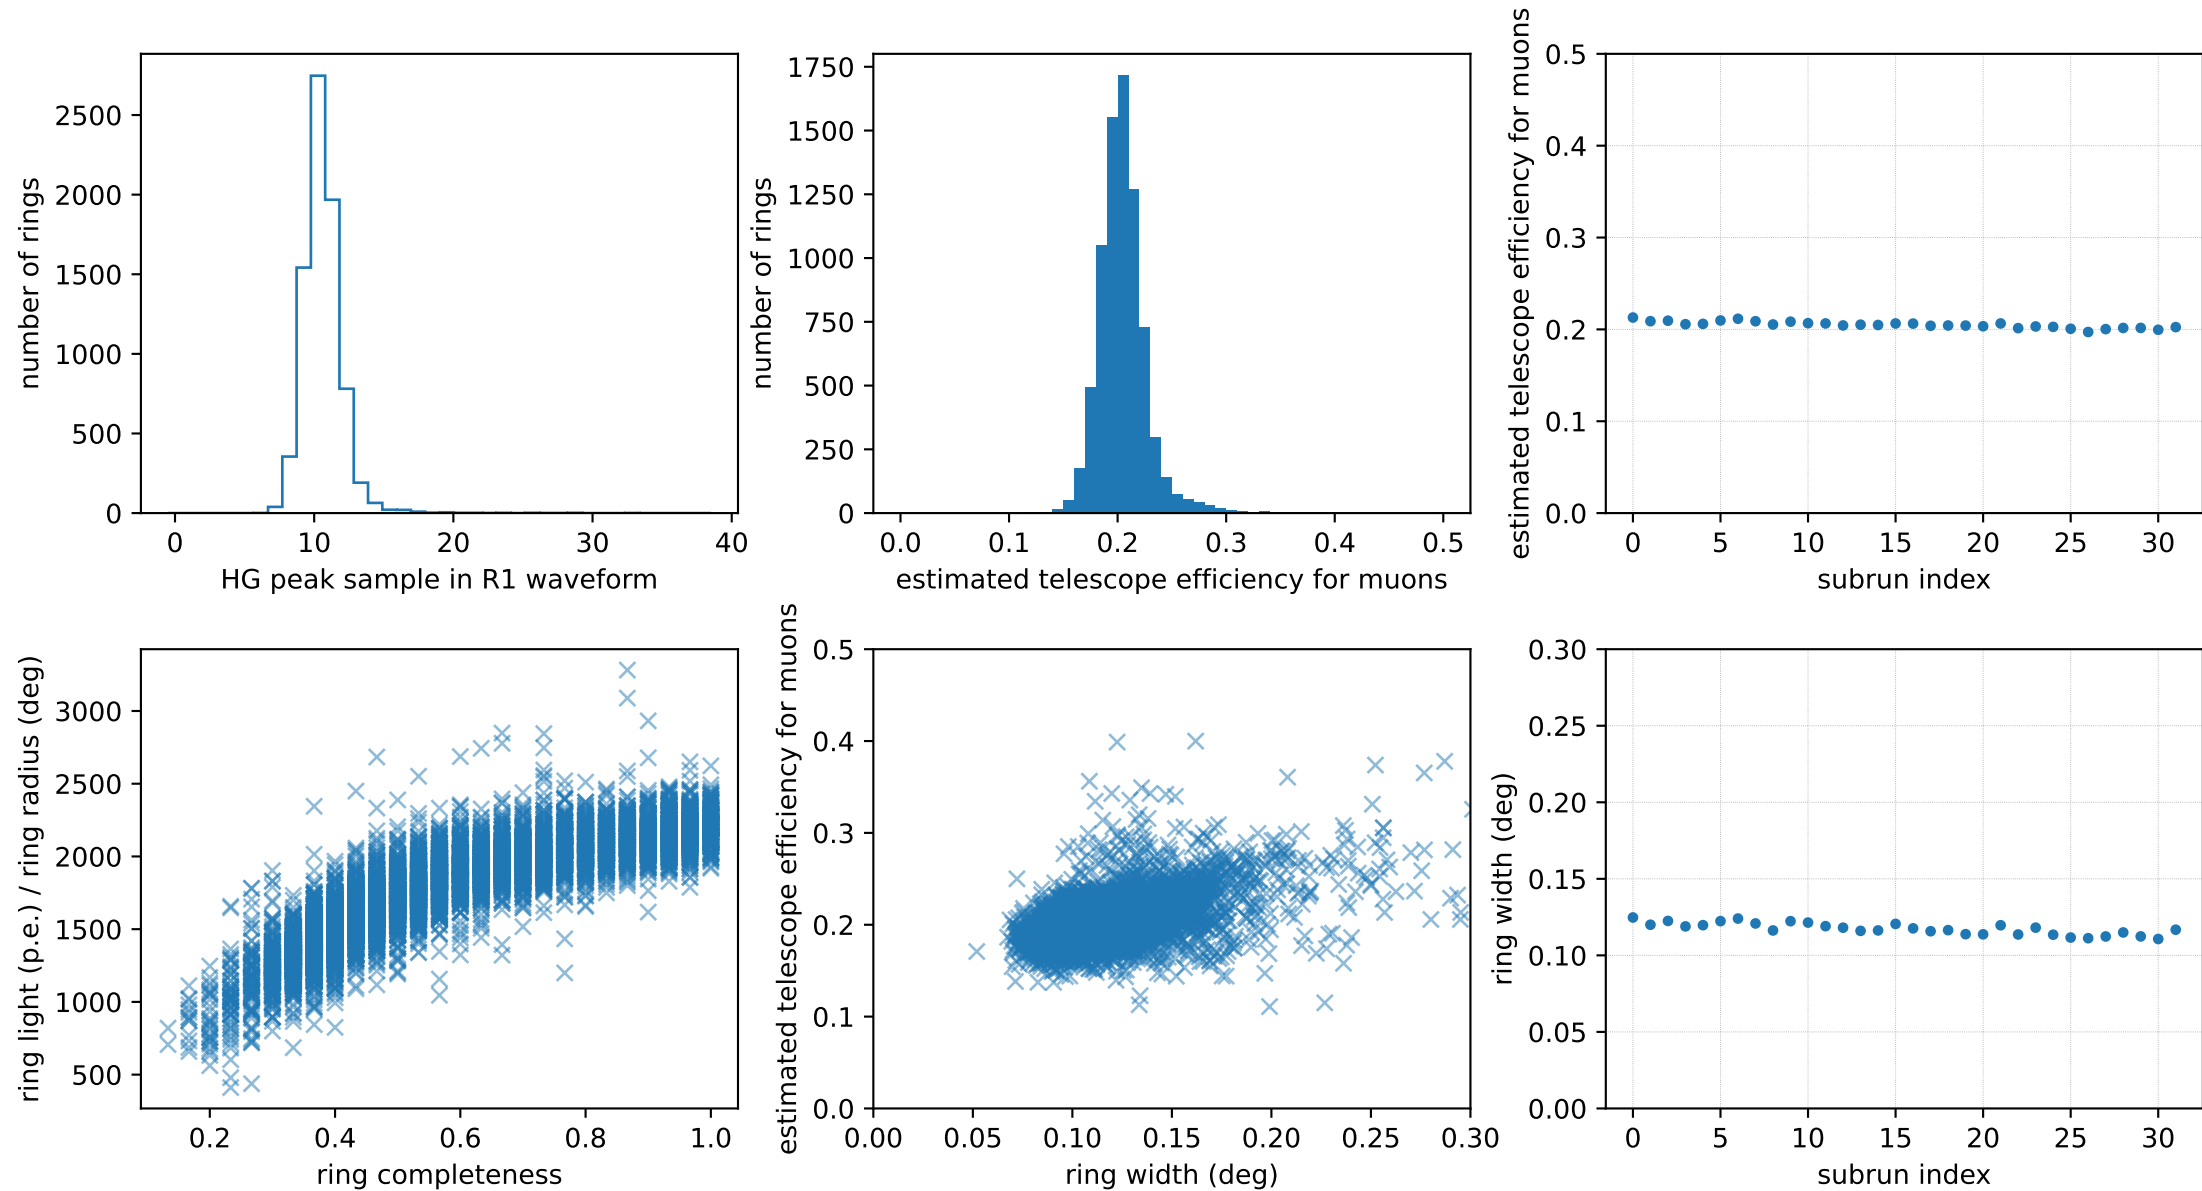 number of rings
2500
2000
1500
1000
500
0
0 10 20 30 40
HG peak sample in R1 waveform
number of rings
1750
1500
1250
1000
750
500
250
0
0.0 0.1 0.2 0.3 0.4 0.5
estimated telescope efficiency for muons
estimated telescope efficiency for muons
0.5
0.4
0.3
0.2
0.1
0.0
0 5 10 15 20 25 30
subrun index
ring light (p.e.) / ring radius (deg)
3000
2500
2000
1500
1000
500
0.2 0.4 0.6 0.8 1.0
ring completeness
estimated telescope efficiency for muons
0.5
0.4
0.3
0.2
0.1
0.0
0.00 0.05 0.10 0.15 0.20 0.25 0.30
ring width (deg)
ring width (deg)
0.30
0.25
0.20
0.15
0.10
0.05
0.00
0 5 10 15 20 25 30
subrun index